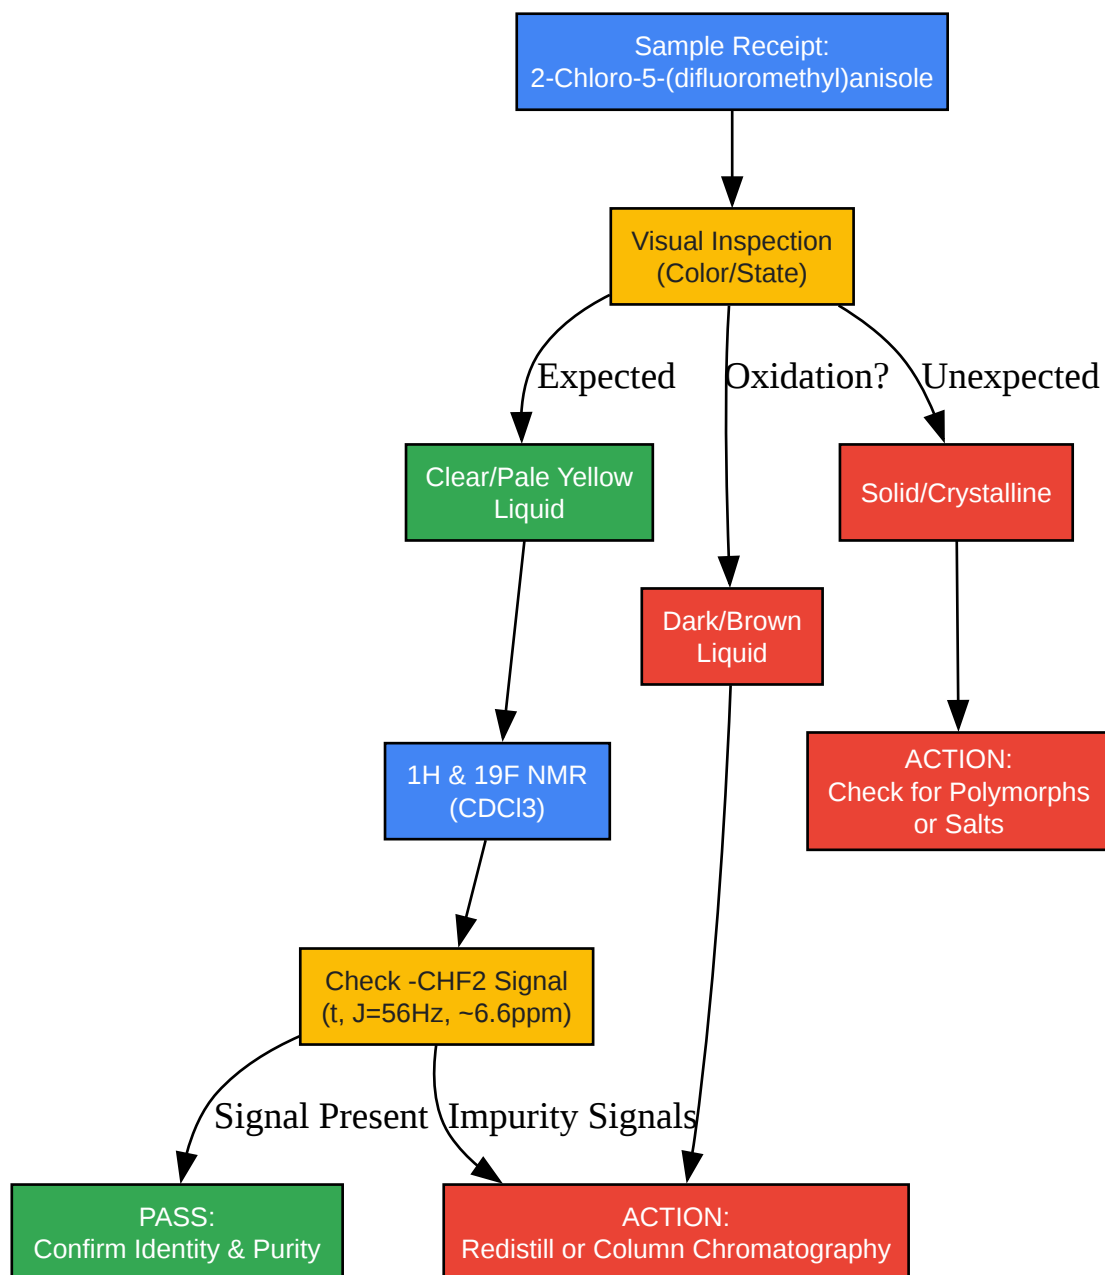 Sample Receipt:
2-Chloro-5-(difluoromethyl)anisole
Visual Inspection
(Color/State)
Expected
Oxidation?
Unexpected
Clear/Pale Yellow
Liquid
Solid/Crystalline
Dark/Brown
Liquid
1H & 19F NMR
(CDCl3)
ACTION:
Check for Polymorphs
or Salts
Check -CHF2 Signal
(t, J=56Hz, ~6.6ppm)
Signal Present
Impurity Signals
PASS:
Confirm Identity & Purity
ACTION:
Redistill or Column Chromatography